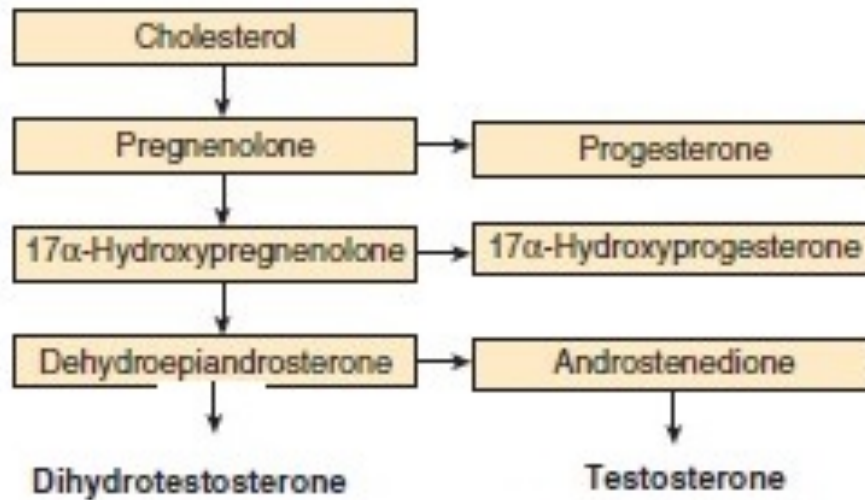 Cholesterol
Pregnenolone
Progesterone
17α-Hydroxypregnenolone
17α-Hydroxyprogesterone
Dehydroepiandrosterone
Androstenedione
Dihydrotestosterone
Testosterone